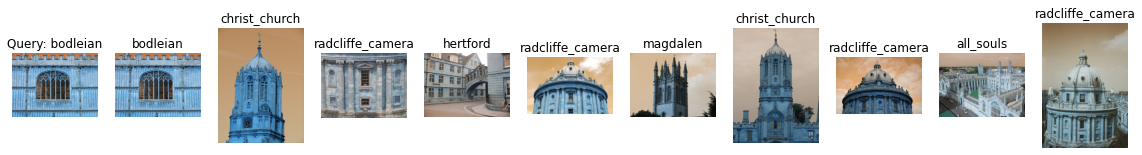 Query: bodleian
bodleian
christ_church
radcliffe_camera
hertford
radcliffe_camera
magdalen
christ_church
radcliffe_camera
all_souls
radcliffe_camera